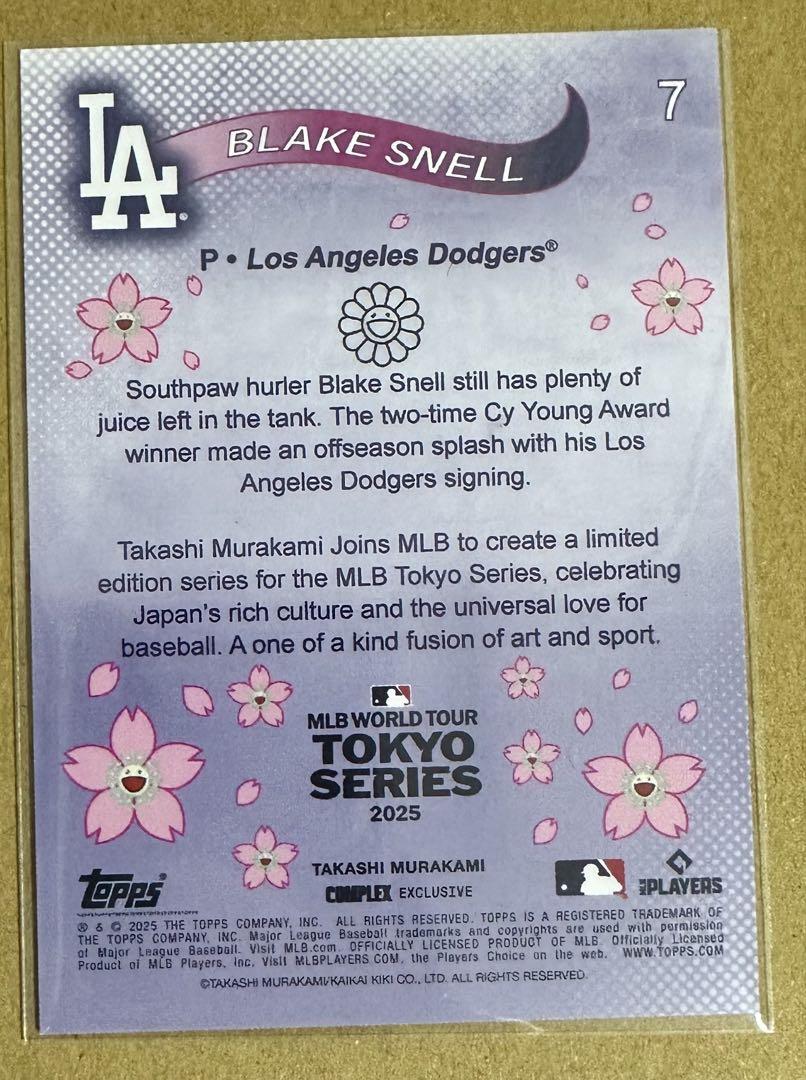 7
LA
BLAKE SNELL
P • Los Angeles Dodgers®
Southpaw hurler Blake Snell still has plenty of
juice left in the tank. The two-time Cy Young Award
winner made an offseason splash with his Los
Angeles Dodgers signing.
Takashi Murakami Joins MLB to create a limited
edition series for the MLB Tokyo Series, celebrating
Japan's rich culture and the universal love for
baseball. A one of a kind fusion of art and sport.
MLB WORLD TOUR
TOKYO
SERIES
2025
TAKASHI MURAKAMI
COMPLEX EXCLUSIVE
Topps®
PLAYERS
® & © 2025 THE TOPPS COMPANY, INC. ALL RIGHTS RESERVED. TOPPS IS A REGISTERED TRADEMARK OF
THE TOPPS COMPANY, INC. Major League Baseball trademarks and copyrights are used with permission
of Major League Baseball. Visit MLB.com. OFFICIALLY LICENSED PRODUCT OF MLB. Officially Licensed
Product of MLB Players, Inc. Visit MLBPLAYERS.COM, the Players Choice on the web. WWW.TOPPS.COM
©TAKASHI MURAKAMI/KAIKAI KIKI CO., LTD. ALL RIGHTS RESERVED.